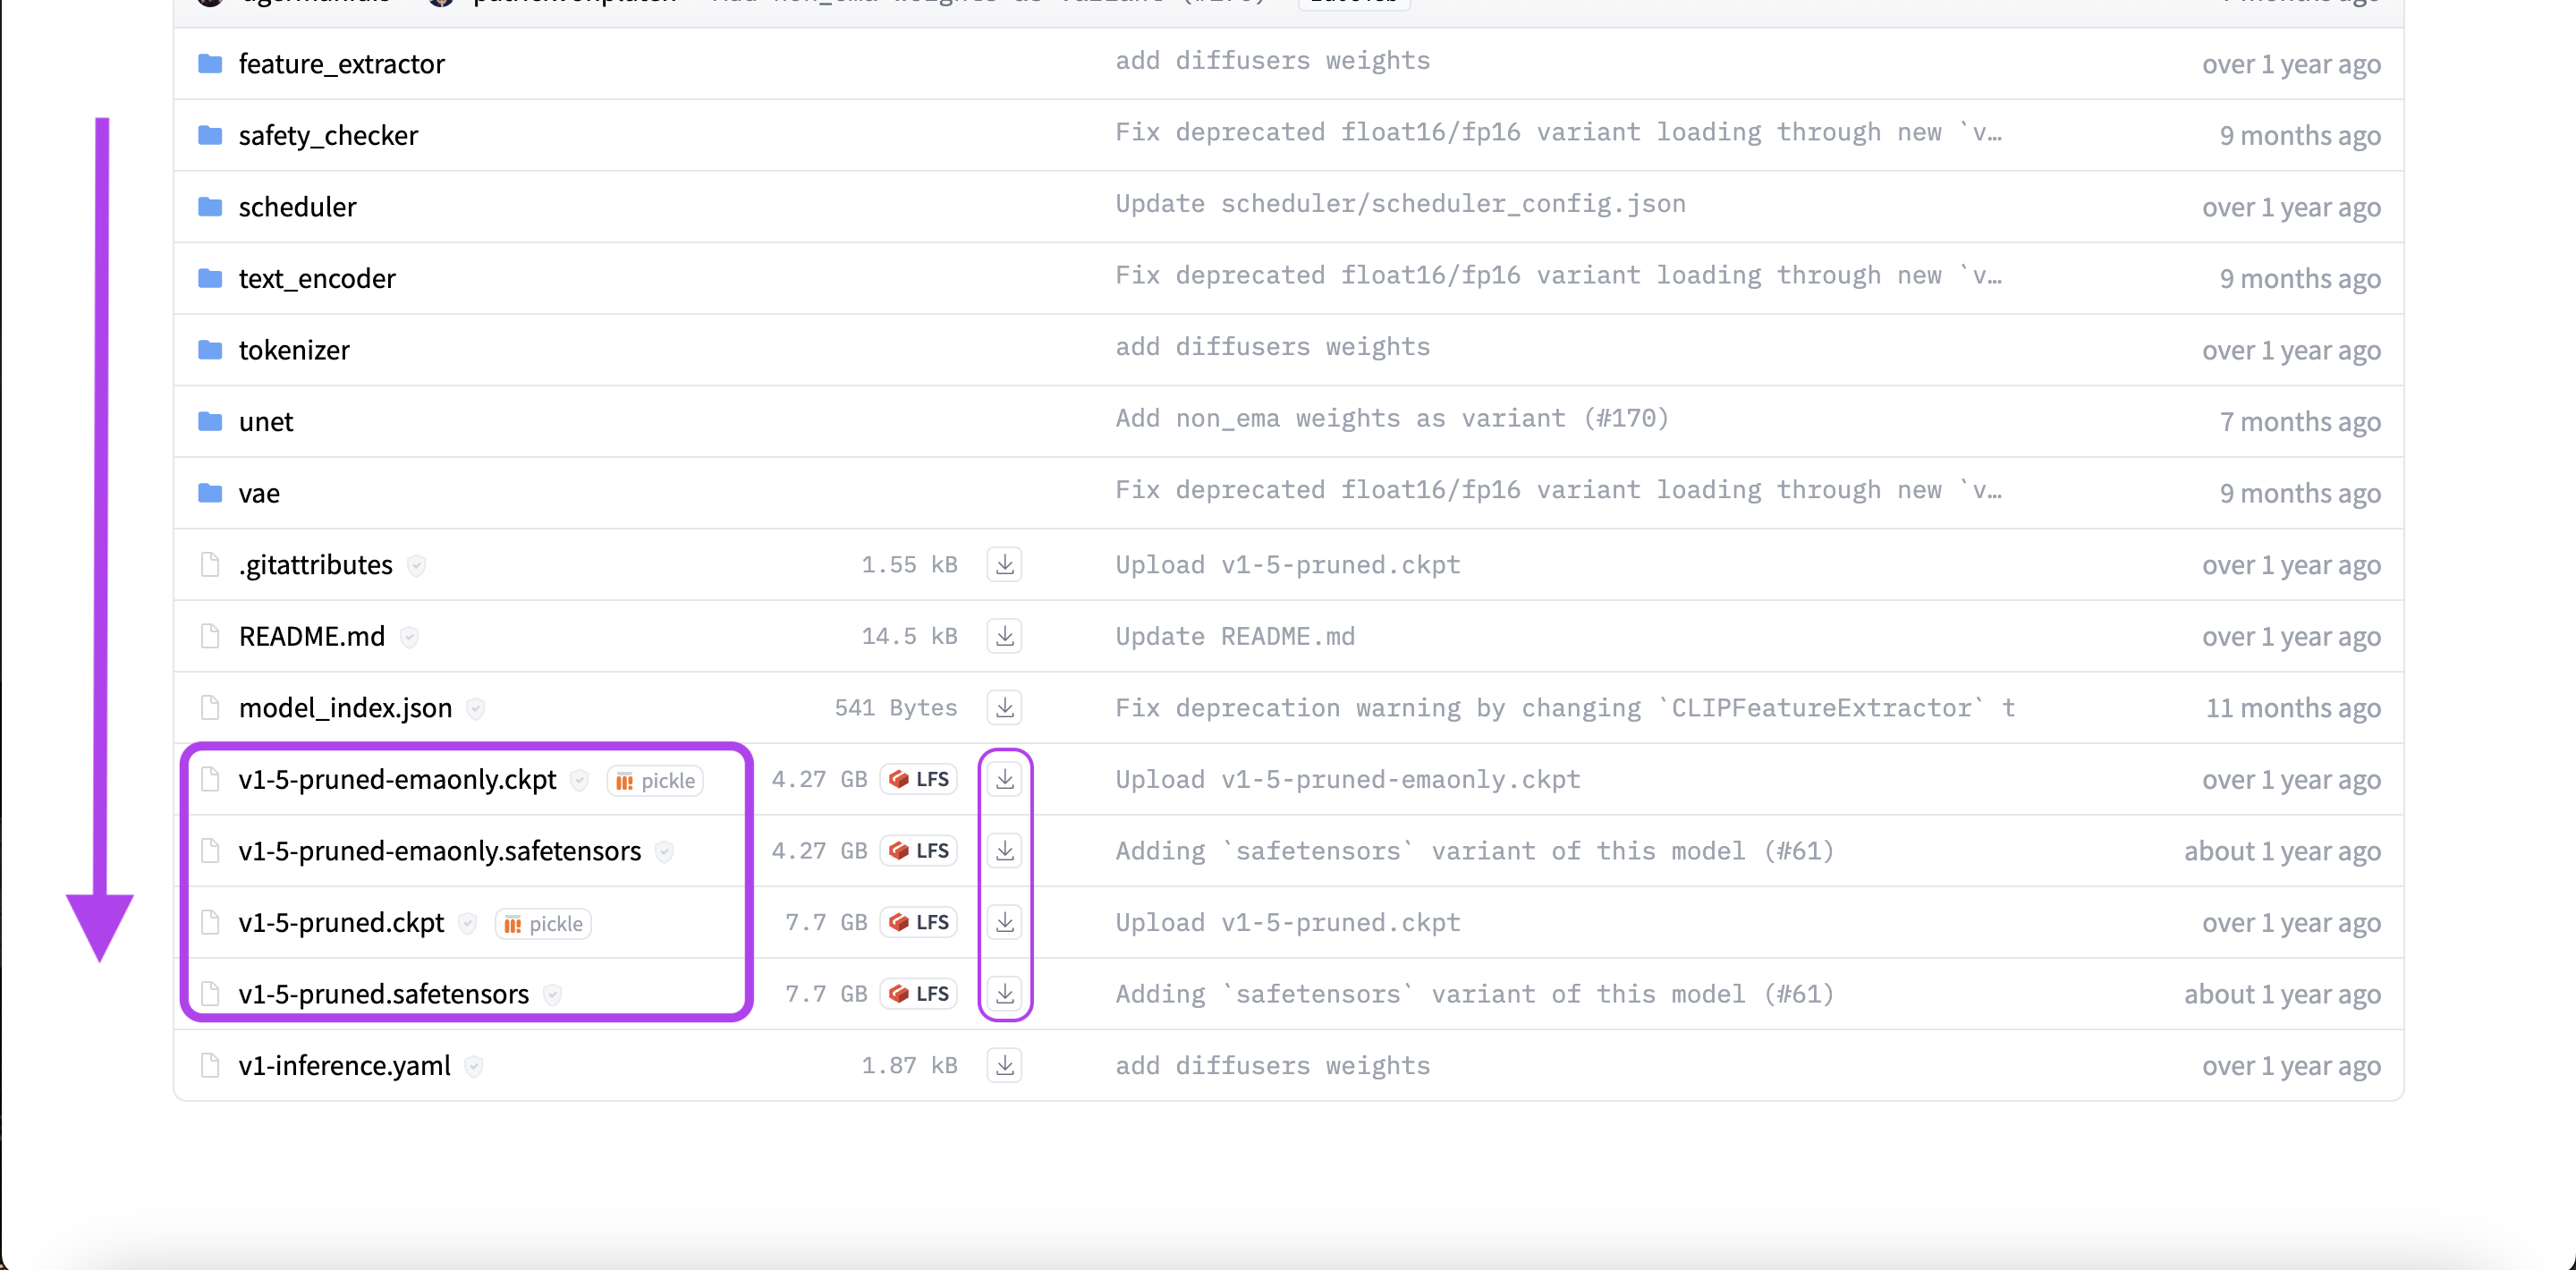 feature_extractor add diffusers weights over 1 year ago
safety_checker Fix deprecated float16/fp16 variant loading through new `v… 9 months ago
scheduler Update scheduler/scheduler_config.json over 1 year ago
text_encoder Fix deprecated float16/fp16 variant loading through new `v… 9 months ago
tokenizer add diffusers weights over 1 year ago
unet Add non_ema weights as variant (#170) 7 months ago
vae Fix deprecated float16/fp16 variant loading through new `v… 9 months ago
.gitattributes 1.55 kB Upload v1-5-pruned.ckpt over 1 year ago
README.md 14.5 kB Update README.md over 1 year ago
model_index.json 541 Bytes Fix deprecation warning by changing `CLIPFeatureExtractor` t 11 months ago
v1-5-pruned-emaonly.ckpt pickle 4.27 GB LFS Upload v1-5-pruned-emaonly.ckpt over 1 year ago
v1-5-pruned-emaonly.safetensors 4.27 GB LFS Adding `safetensors` variant of this model (#61) about 1 year ago
v1-5-pruned.ckpt pickle 7.7 GB LFS Upload v1-5-pruned.ckpt over 1 year ago
v1-5-pruned.safetensors 7.7 GB LFS Adding `safetensors` variant of this model (#61) about 1 year ago
v1-inference.yaml 1.87 kB add diffusers weights over 1 year ago